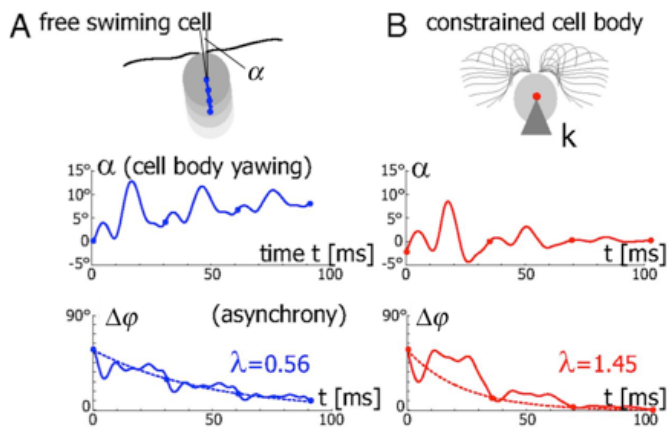 A free swiming cell
α
15° α (cell body yawing)
10°
5°
0°
-5°
time t [ms]
0 50 100
90° Δφ (asynchrony)
λ=0.56
t [ms]
0
0 50 100
B constrained cell body
k
15° α
10°
5°
0°
-5°
t [ms]
0 50 100
90° Δφ
λ=1.45
t [ms]
0
0 50 100